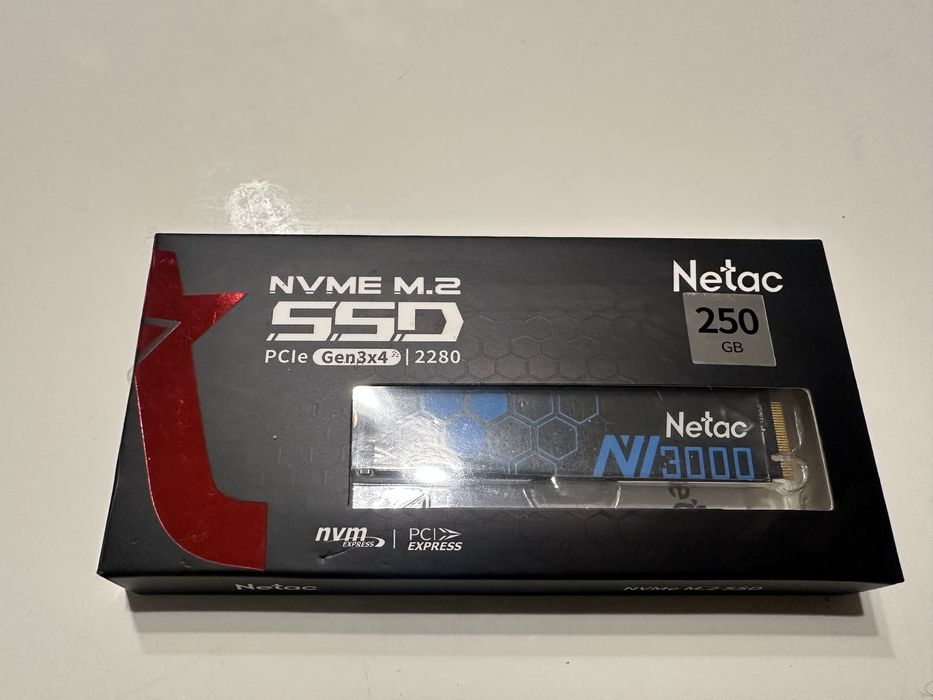 NVME M.2
SSD
PCIe Gen3x4 | 2280
Netac
250
GB
Netac
NV3000
nvm
EXPRESS
PCI
EXPRESS
Netac
NVMe M.2 SSD